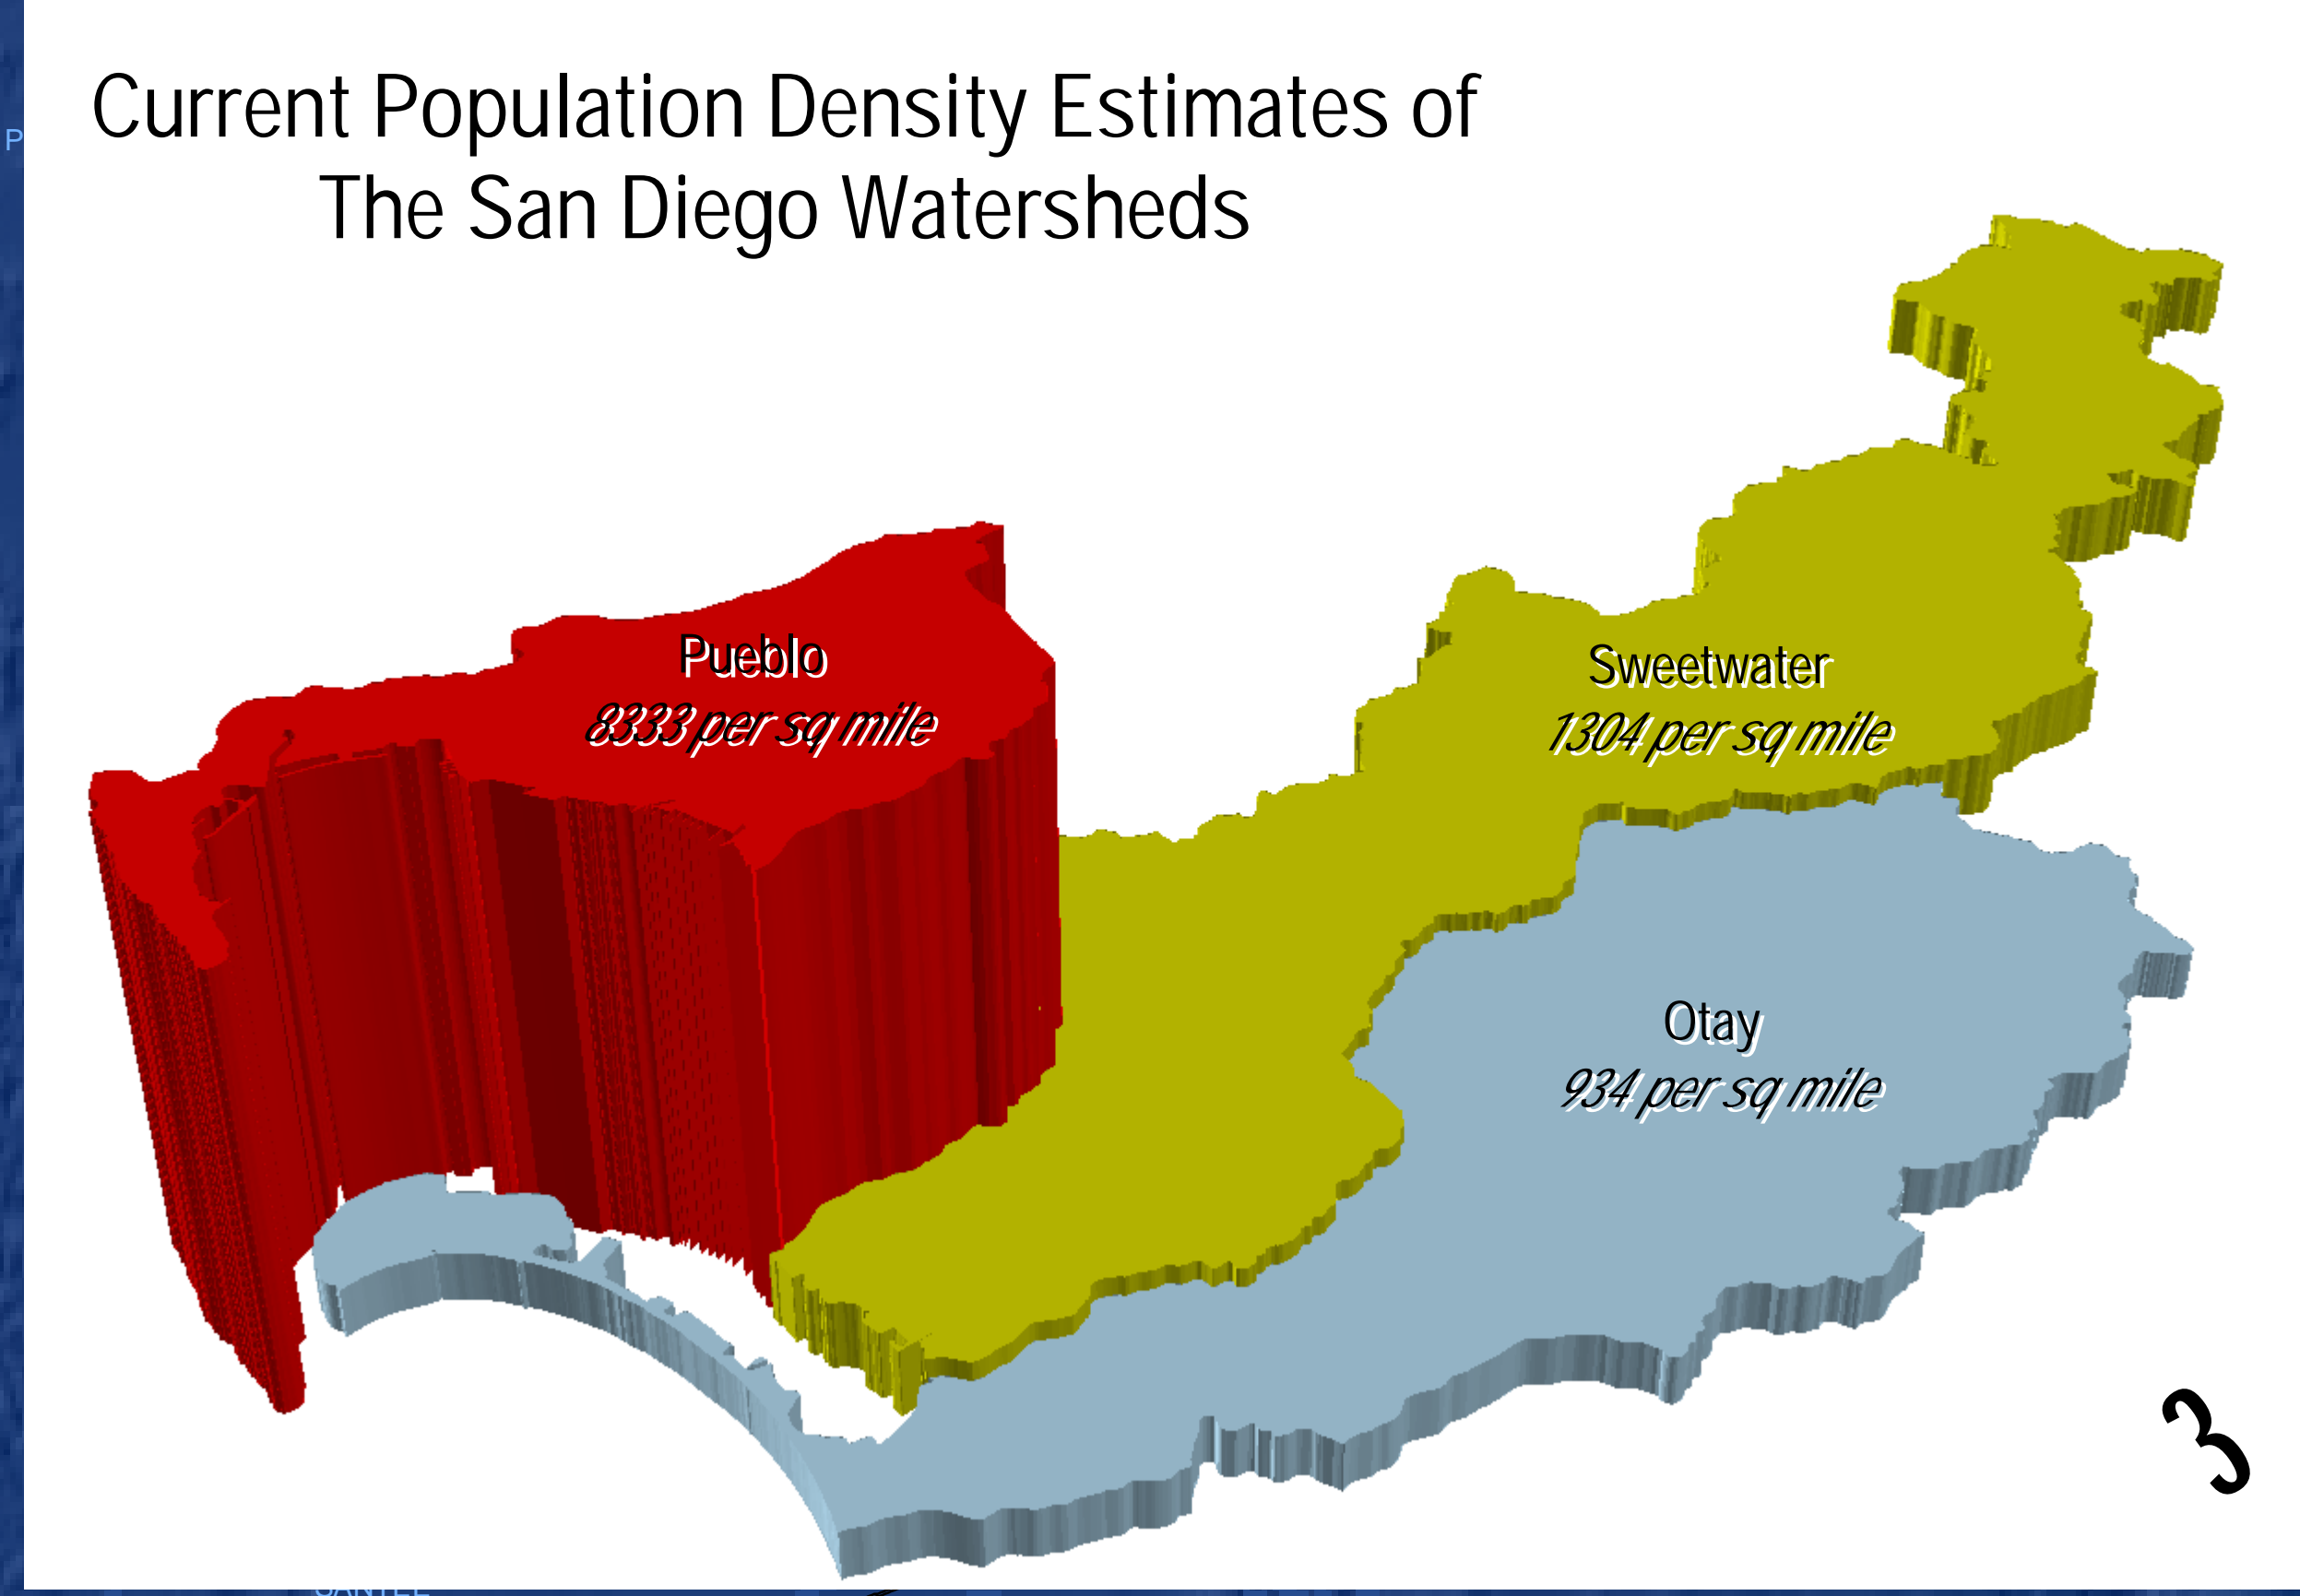 Current Population Density Estimates of
The San Diego Watersheds
P
Pueblo
8333 per sq mile
Sweetwater
1304 per sq mile
Otay
934 per sq mile
3